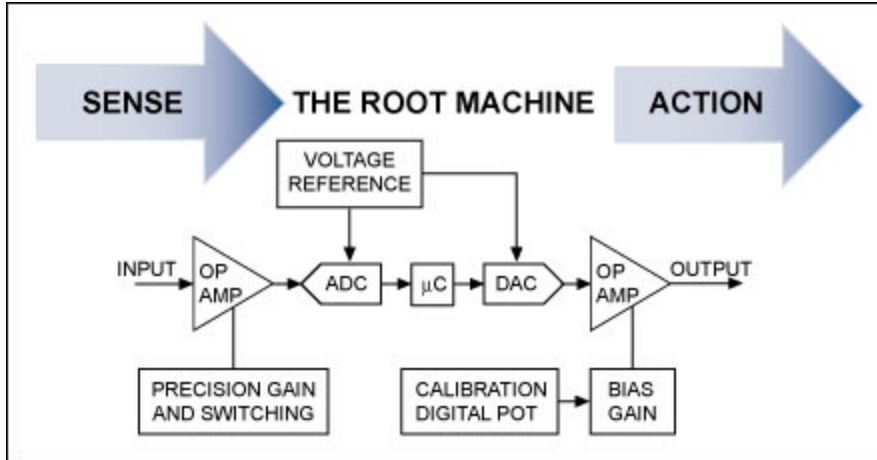 SENSE
THE ROOT MACHINE
ACTION
VOLTAGE
REFERENCE
INPUT
OP
AMP
ADC
μC
DAC
OP
AMP
OUTPUT
PRECISION GAIN
AND SWITCHING
CALIBRATION
DIGITAL POT
BIAS
GAIN